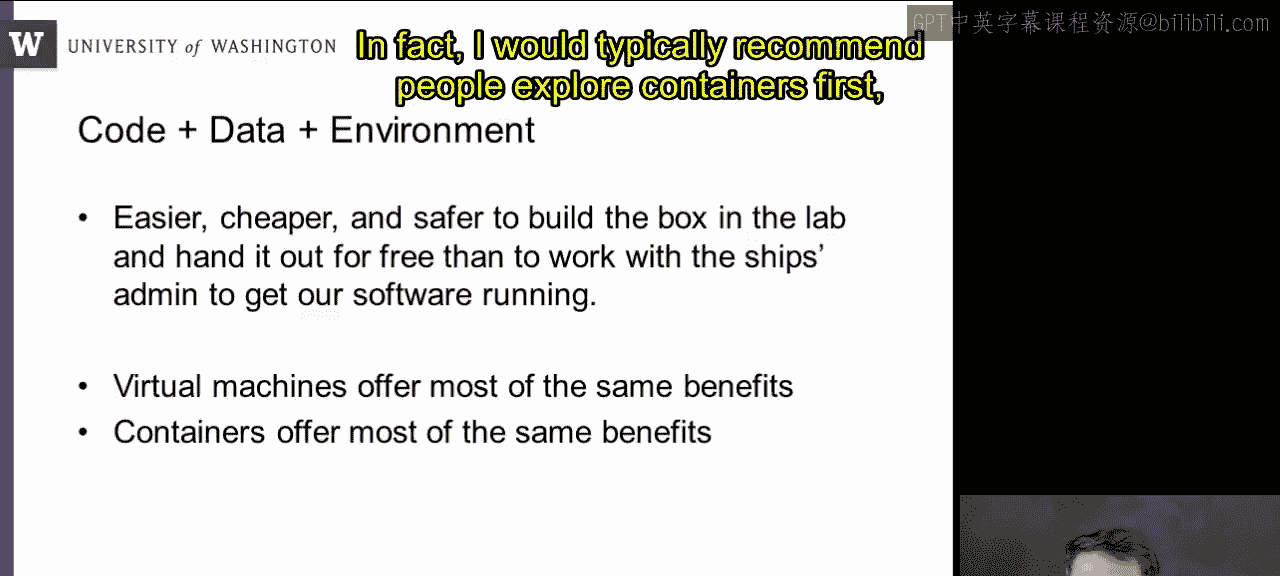 W UNIVERSITY of WASHINGTON
GPT中英字幕课程资源@bilibili.com
In fact, I would typically recommend
people explore containers first,
Code + Data + Environment
• Easier, cheaper, and safer to build the box in the lab
and hand it out for free than to work with the ships’
admin to get our software running.
• Virtual machines offer most of the same benefits
• Containers offer most of the same benefits